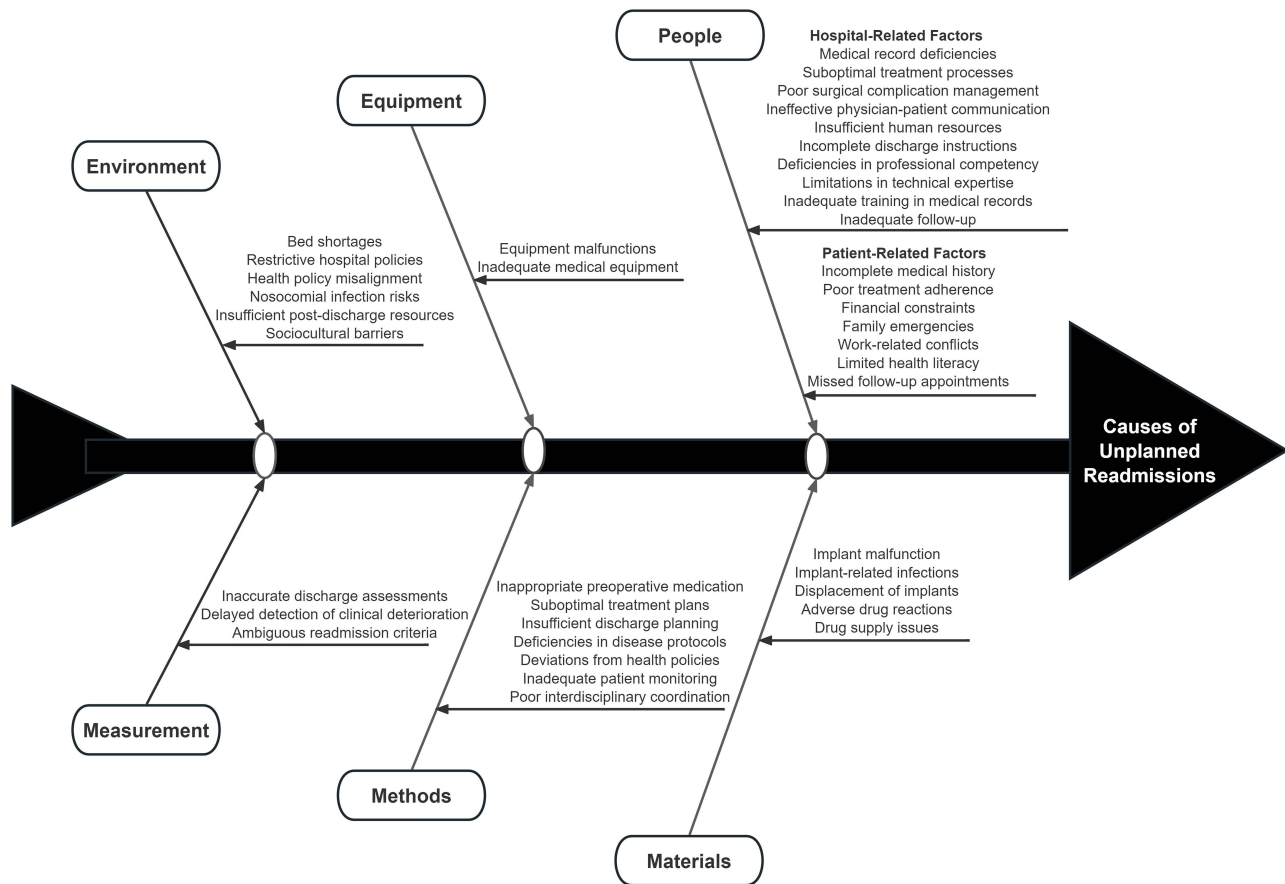 People
Hospital-Related Factors
Medical record deficiencies
Suboptimal treatment processes
Poor surgical complication management
Ineffective physician-patient communication
Insufficient human resources
Incomplete discharge instructions
Deficiencies in professional competency
Limitations in technical expertise
Inadequate training in medical records
Inadequate follow-up
Patient-Related Factors
Incomplete medical history
Poor treatment adherence
Financial constraints
Family emergencies
Work-related conflicts
Limited health literacy
Missed follow-up appointments
Equipment
Equipment malfunctions
Inadequate medical equipment
Environment
Bed shortages
Restrictive hospital policies
Health policy misalignment
Nosocomial infection risks
Insufficient post-discharge resources
Sociocultural barriers
Causes of
Unplanned
Readmissions
Inaccurate discharge assessments
Delayed detection of clinical deterioration
Ambiguous readmission criteria
Measurement
Inappropriate preoperative medication
Suboptimal treatment plans
Insufficient discharge planning
Deficiencies in disease protocols
Deviations from health policies
Inadequate patient monitoring
Poor interdisciplinary coordination
Methods
Implant malfunction
Implant-related infections
Displacement of implants
Adverse drug reactions
Drug supply issues
Materials